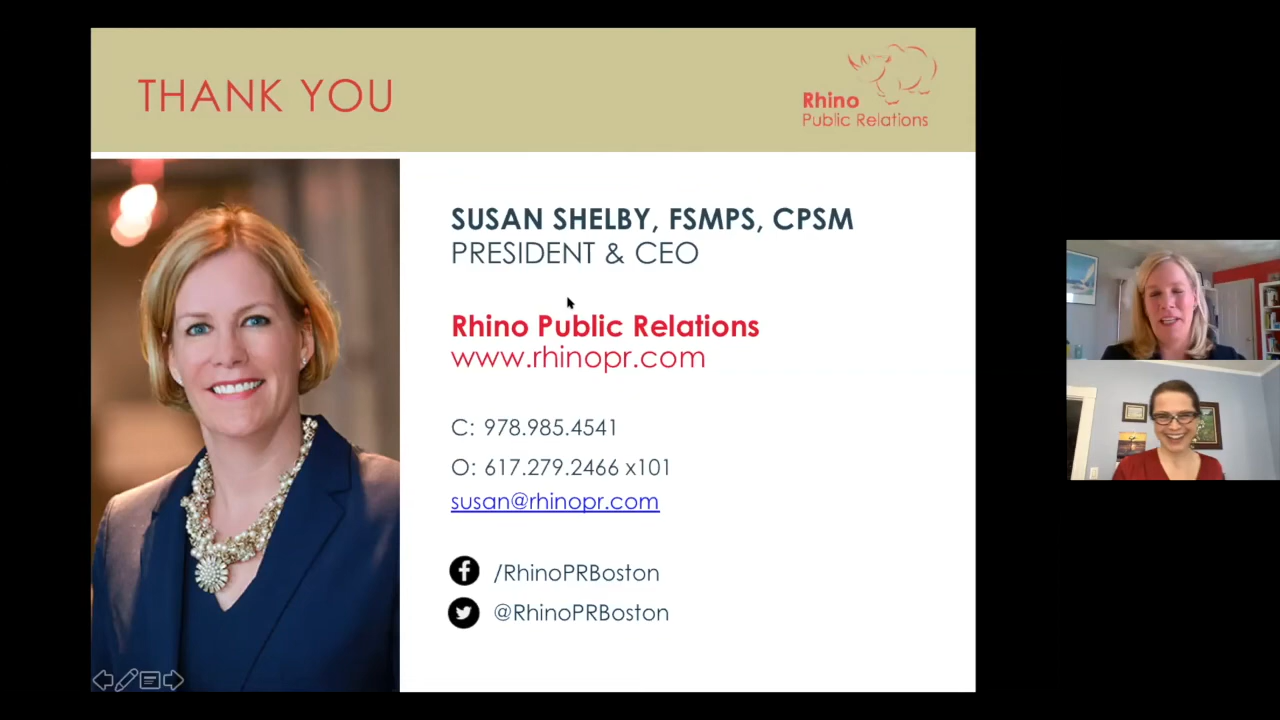 THANK YOU
Rhino
Public Relations
SUSAN SHELBY, FSMPS, CPSM
PRESIDENT & CEO
Rhino Public Relations
www.rhinopr.com
C: 978.985.4541
O: 617.279.2466 x101
susan@rhinopr.com
/RhinoPRBoston
@RhinoPRBoston